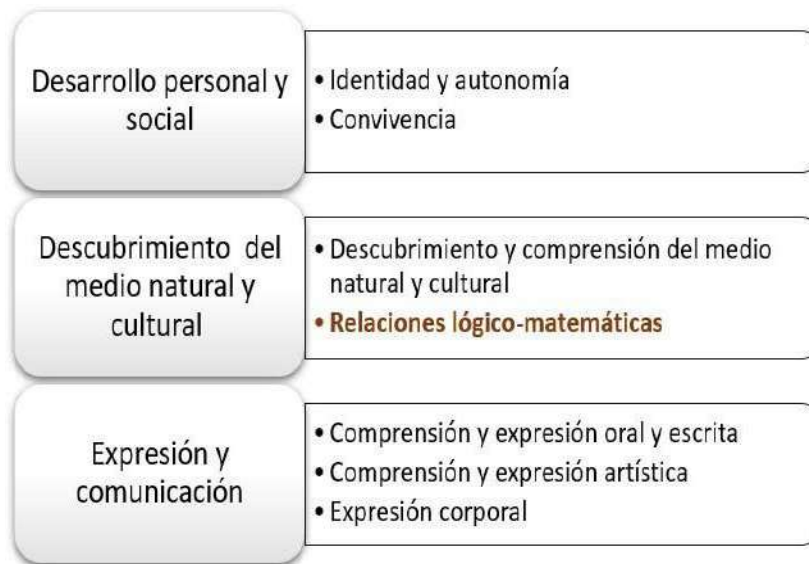 Desarrollo personal y
social
• Identidad y autonomía
• Convivencia
Descubrimiento del
medio natural y
cultural
• Descubrimiento y comprensión del medio
natural y cultural
• Relaciones lógico-matemáticas
Expresión y
comunicación
• Comprensión y expresión oral y escrita
• Comprensión y expresión artística
• Expresión corporal